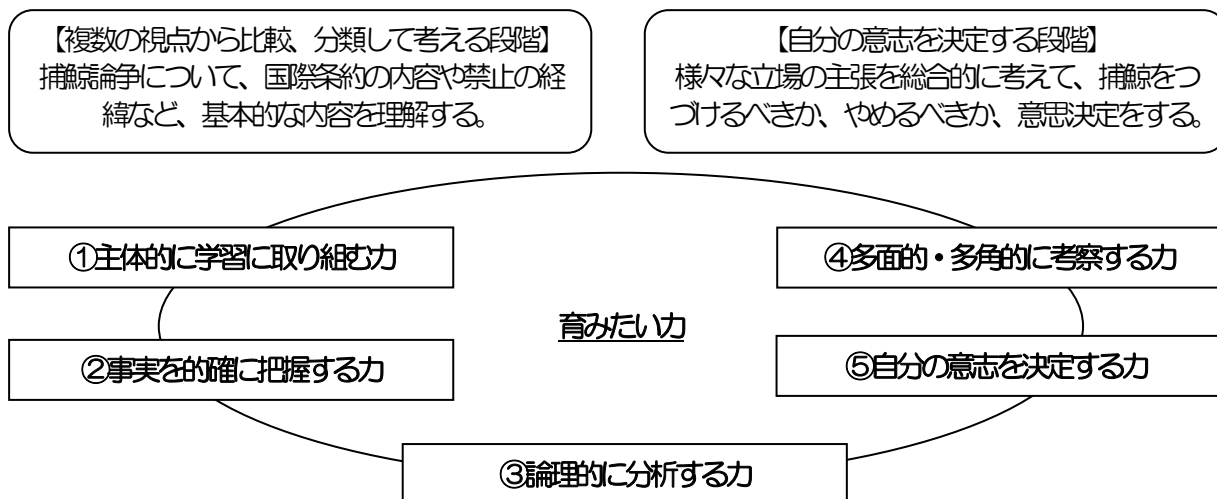 【複数の視点から比較、分類して考える段階】
捕鯨論争について、国際条約の内容や禁止の経
緯など、基本的な内容を理解する。
【自分の意志を決定する段階】
様々な立場の主張を総合的に考えて、捕鯨をつ
づけるべきか、やめるべきか、意思決定をする。
①主体的に学習に取り組む力
④多面的・多角的に考察する力
育みたい力
②事実を的確に把握する力
⑤自分の意志を決定する力
③論理的に分析する力